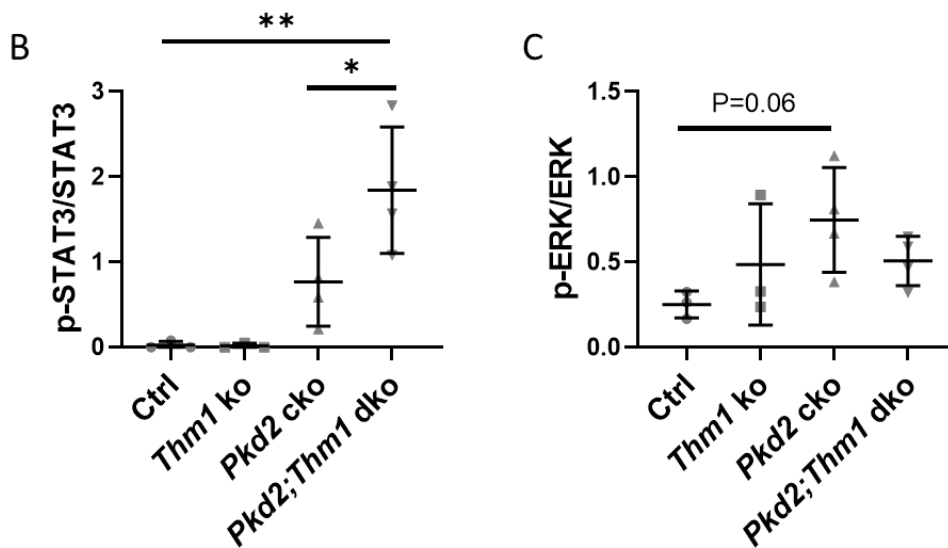 B
**
*
p-STAT3/STAT3
3
2
1
0
Ctrl
Thm1 ko
Pkd2 cko
Pkd2;Thm1 dko
C
P=0.06
p-ERK/ERK
1.5
1.0
0.5
0.0
Ctrl
Thm1 ko
Pkd2 cko
Pkd2;Thm1 dko